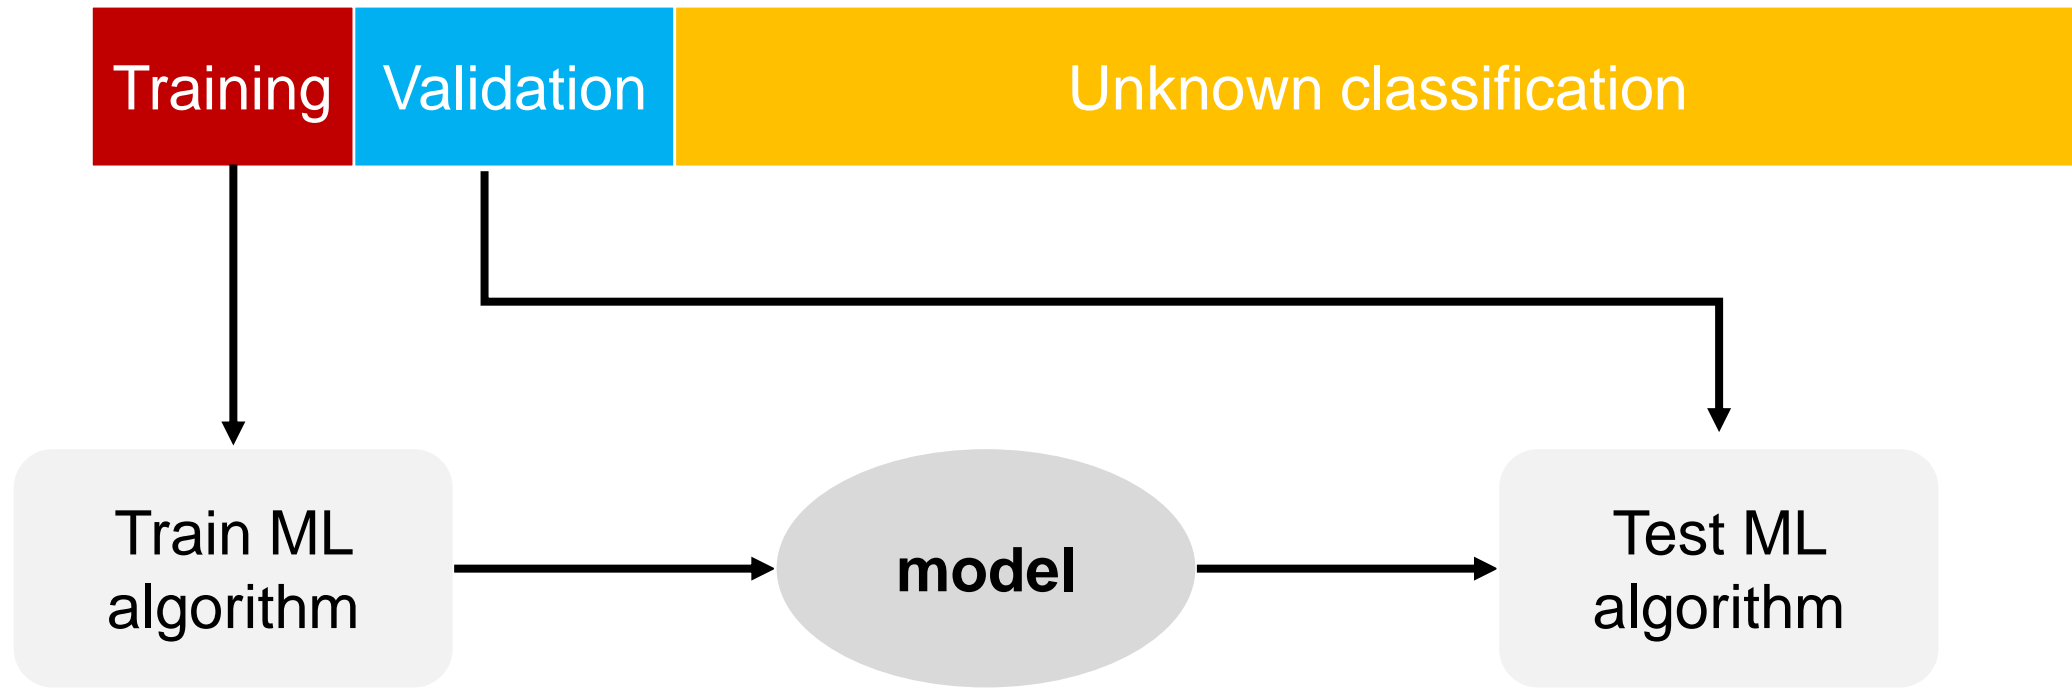 Training
Validation
Unknown classification
Train ML
algorithm
model
Test ML
algorithm